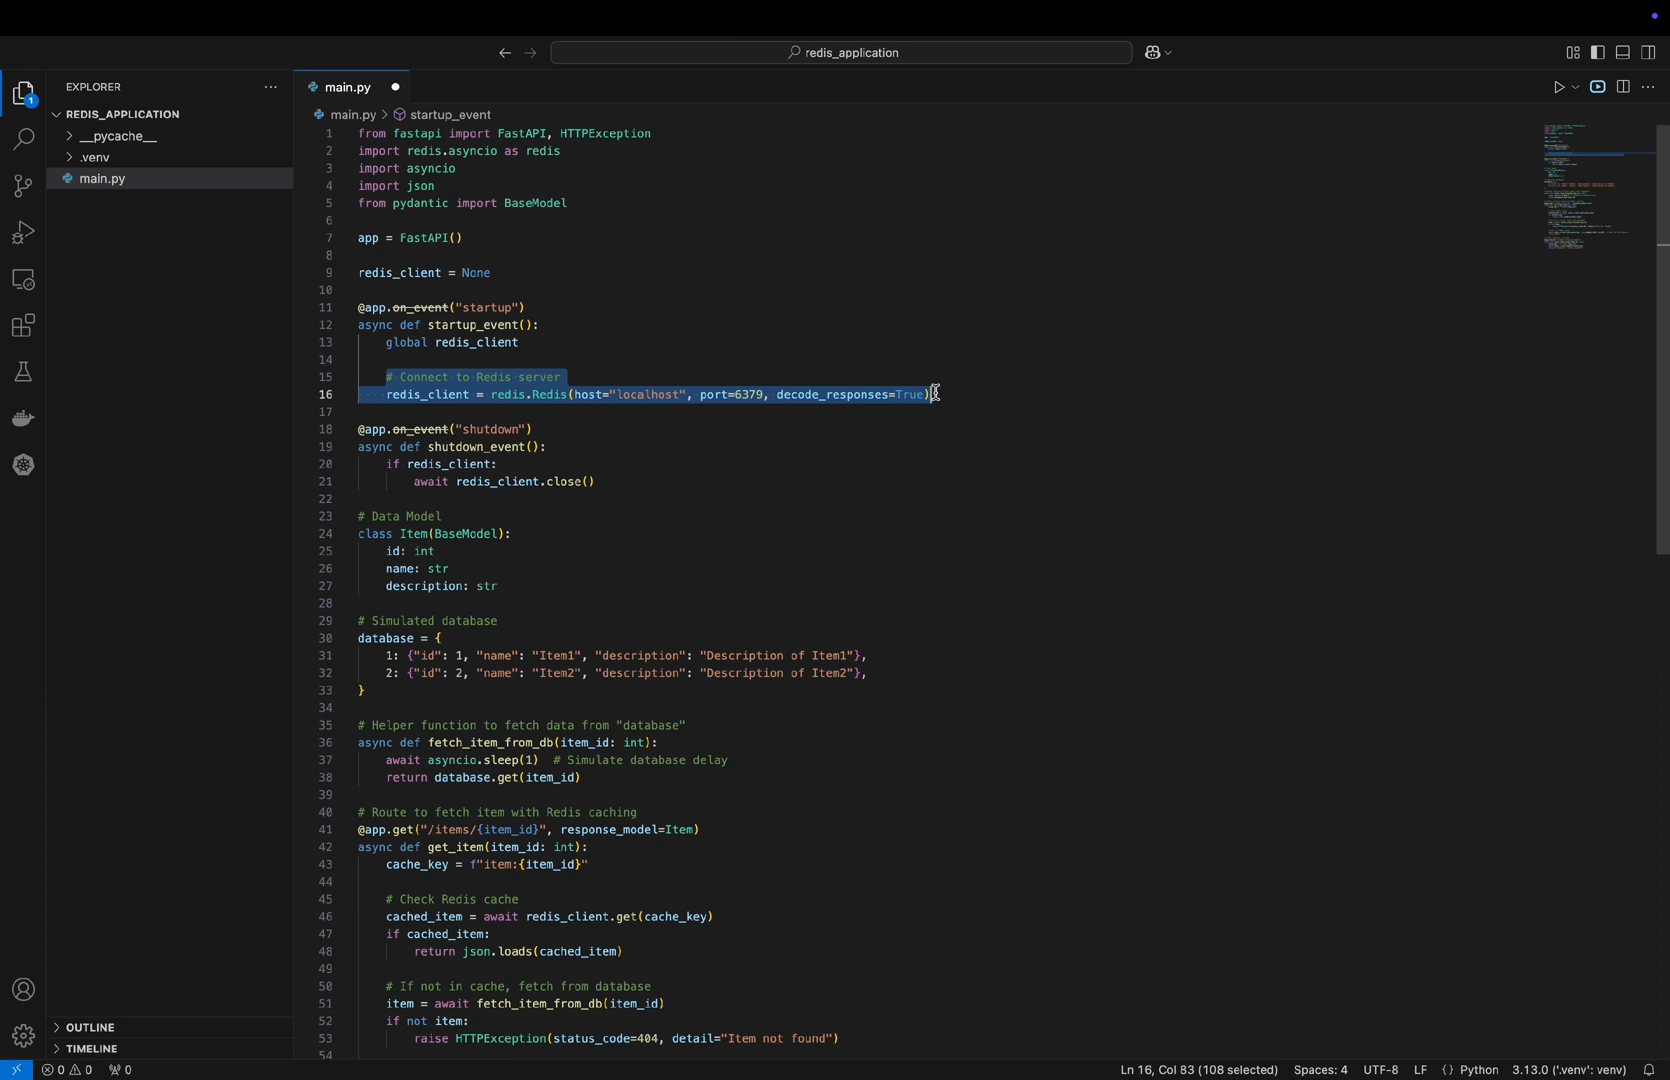 redis_application
EXPLORER
REDIS_APPLICATION
__pycache__
.venv
main.py
1
OUTLINE
TIMELINE
main.py
main.py > startup_event
1 from fastapi import FastAPI, HTTPException
2 import redis.asyncio as redis
3 import asyncio
4 import json
5 from pydantic import BaseModel
6
7 app = FastAPI()
8
9 redis_client = None
10
11 @app.on_event("startup")
12 async def startup_event():
13     global redis_client
14
15     # Connect to Redis server
16     redis_client = redis.Redis(host="localhost", port=6379, decode_responses=True)
17
18 @app.on_event("shutdown")
19 async def shutdown_event():
20     if redis_client:
21         await redis_client.close()
22
23 # Data Model
24 class Item(BaseModel):
25     id: int
26     name: str
27     description: str
28
29 # Simulated database
30 database = {
31     1: {"id": 1, "name": "Item1", "description": "Description of Item1"},
32     2: {"id": 2, "name": "Item2", "description": "Description of Item2"},
33 }
34
35 # Helper function to fetch data from "database"
36 async def fetch_item_from_db(item_id: int):
37     await asyncio.sleep(1)  # Simulate database delay
38     return database.get(item_id)
39
40 # Route to fetch item with Redis caching
41 @app.get("/items/{item_id}", response_model=Item)
42 async def get_item(item_id: int):
43     cache_key = f"item:{item_id}"
44
45     # Check Redis cache
46     cached_item = await redis_client.get(cache_key)
47     if cached_item:
48         return json.loads(cached_item)
49
50     # If not in cache, fetch from database
51     item = await fetch_item_from_db(item_id)
52     if not item:
53         raise HTTPException(status_code=404, detail="Item not found")
54
0 0 0 Ln 16, Col 83 (108 selected) Spaces: 4 UTF-8 LF {} Python 3.13.0 ('.venv': venv)